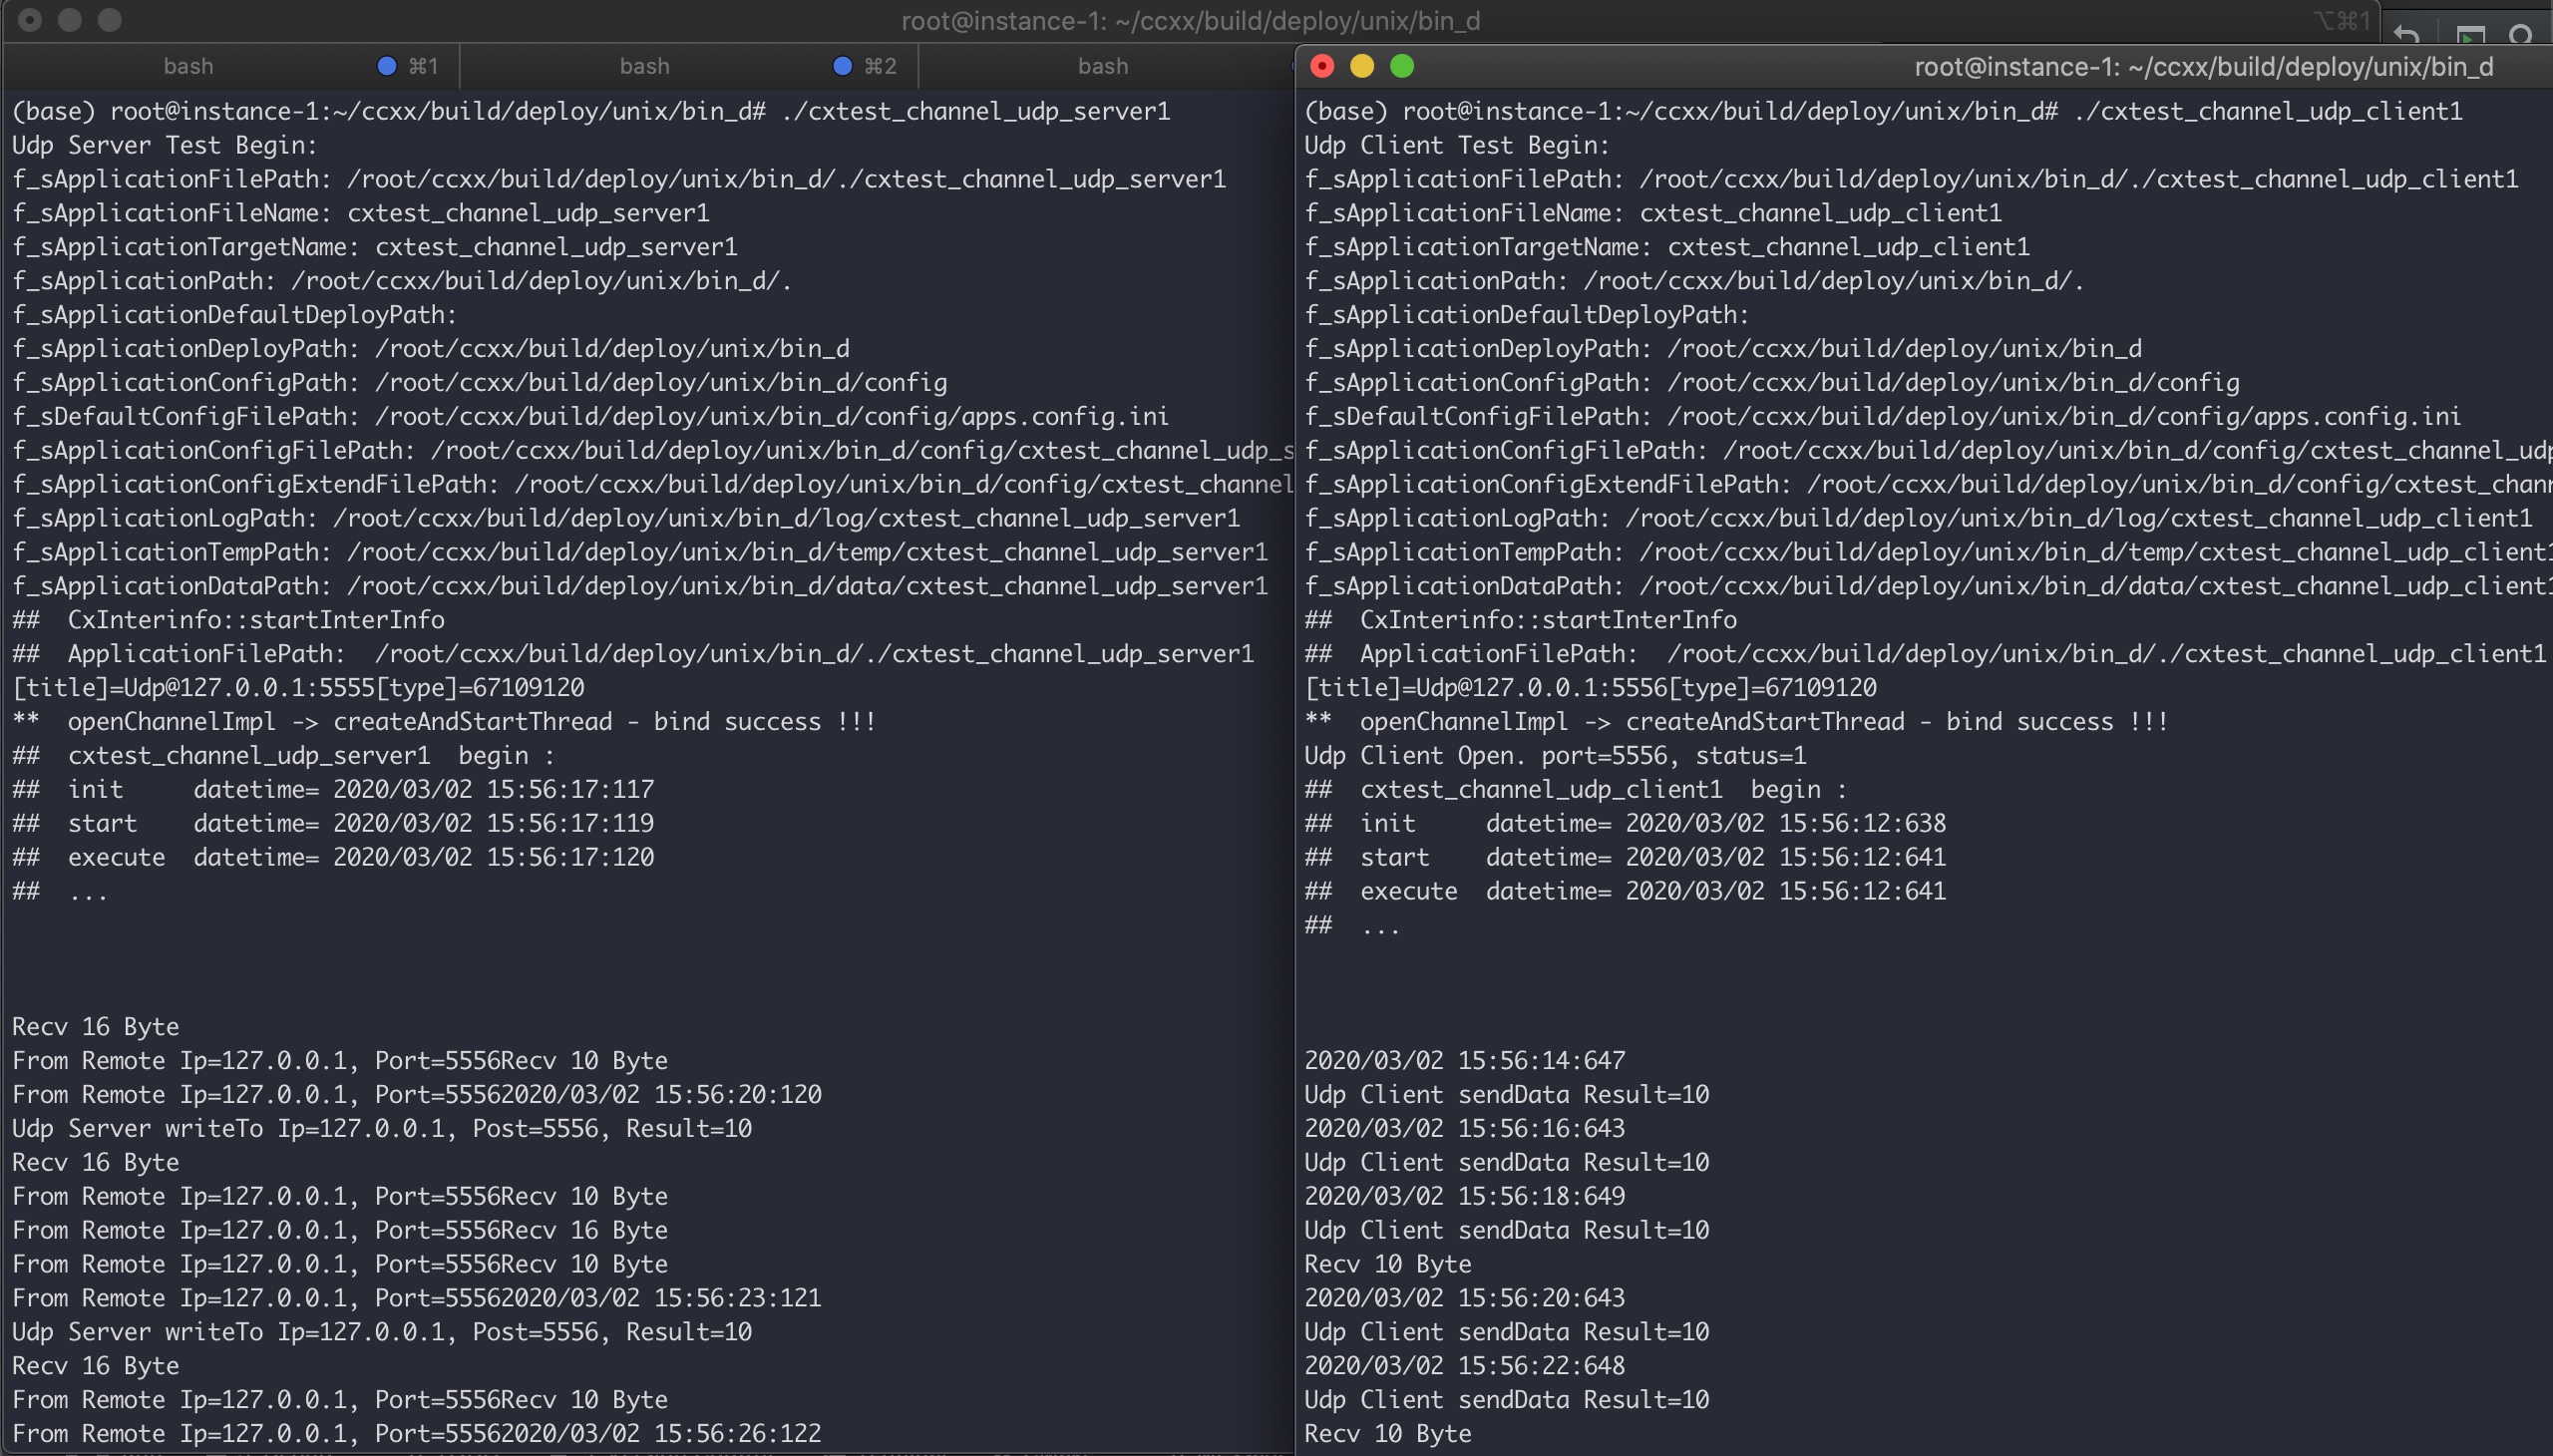 root@instance-1: ~/ccxx/build/deploy/unix/bin_d
⌥⌘1
bash
⌘1
bash
⌘2
bash
(base) root@instance-1:~/ccxx/build/deploy/unix/bin_d# ./cxtest_channel_udp_server1
Udp Server Test Begin:
f_sApplicationFilePath: /root/ccxx/build/deploy/unix/bin_d/./cxtest_channel_udp_server1
f_sApplicationFileName: cxtest_channel_udp_server1
f_sApplicationTargetName: cxtest_channel_udp_server1
f_sApplicationPath: /root/ccxx/build/deploy/unix/bin_d/.
f_sApplicationDefaultDeployPath:
f_sApplicationDeployPath: /root/ccxx/build/deploy/unix/bin_d
f_sApplicationConfigPath: /root/ccxx/build/deploy/unix/bin_d/config
f_sDefaultConfigFilePath: /root/ccxx/build/deploy/unix/bin_d/config/apps.config.ini
f_sApplicationConfigFilePath: /root/ccxx/build/deploy/unix/bin_d/config/cxtest_channel_udp_s
f_sApplicationConfigExtendFilePath: /root/ccxx/build/deploy/unix/bin_d/config/cxtest_channel
f_sApplicationLogPath: /root/ccxx/build/deploy/unix/bin_d/log/cxtest_channel_udp_server1
f_sApplicationTempPath: /root/ccxx/build/deploy/unix/bin_d/temp/cxtest_channel_udp_server1
f_sApplicationDataPath: /root/ccxx/build/deploy/unix/bin_d/data/cxtest_channel_udp_server1
##  CxInterinfo::startInterInfo
##  ApplicationFilePath:  /root/ccxx/build/deploy/unix/bin_d/./cxtest_channel_udp_server1
[title]=Udp@127.0.0.1:5555[type]=67109120
**  openChannelImpl -> createAndStartThread - bind success !!!
##  cxtest_channel_udp_server1  begin :
##  init     datetime= 2020/03/02 15:56:17:117
##  start    datetime= 2020/03/02 15:56:17:119
##  execute  datetime= 2020/03/02 15:56:17:120
##  ...
Recv 16 Byte
From Remote Ip=127.0.0.1, Port=5556Recv 10 Byte
From Remote Ip=127.0.0.1, Port=55562020/03/02 15:56:20:120
Udp Server writeTo Ip=127.0.0.1, Post=5556, Result=10
Recv 16 Byte
From Remote Ip=127.0.0.1, Port=5556Recv 10 Byte
From Remote Ip=127.0.0.1, Port=5556Recv 16 Byte
From Remote Ip=127.0.0.1, Port=5556Recv 10 Byte
From Remote Ip=127.0.0.1, Port=55562020/03/02 15:56:23:121
Udp Server writeTo Ip=127.0.0.1, Post=5556, Result=10
Recv 16 Byte
From Remote Ip=127.0.0.1, Port=5556Recv 10 Byte
From Remote Ip=127.0.0.1, Port=55562020/03/02 15:56:26:122
root@instance-1: ~/ccxx/build/deploy/unix/bin_d
(base) root@instance-1:~/ccxx/build/deploy/unix/bin_d# ./cxtest_channel_udp_client1
Udp Client Test Begin:
f_sApplicationFilePath: /root/ccxx/build/deploy/unix/bin_d/./cxtest_channel_udp_client1
f_sApplicationFileName: cxtest_channel_udp_client1
f_sApplicationTargetName: cxtest_channel_udp_client1
f_sApplicationPath: /root/ccxx/build/deploy/unix/bin_d/.
f_sApplicationDefaultDeployPath:
f_sApplicationDeployPath: /root/ccxx/build/deploy/unix/bin_d
f_sApplicationConfigPath: /root/ccxx/build/deploy/unix/bin_d/config
f_sDefaultConfigFilePath: /root/ccxx/build/deploy/unix/bin_d/config/apps.config.ini
f_sApplicationConfigFilePath: /root/ccxx/build/deploy/unix/bin_d/config/cxtest_channel_udp
f_sApplicationConfigExtendFilePath: /root/ccxx/build/deploy/unix/bin_d/config/cxtest_chan
f_sApplicationLogPath: /root/ccxx/build/deploy/unix/bin_d/log/cxtest_channel_udp_client1
f_sApplicationTempPath: /root/ccxx/build/deploy/unix/bin_d/temp/cxtest_channel_udp_client1
f_sApplicationDataPath: /root/ccxx/build/deploy/unix/bin_d/data/cxtest_channel_udp_client1
##  CxInterinfo::startInterInfo
##  ApplicationFilePath:  /root/ccxx/build/deploy/unix/bin_d/./cxtest_channel_udp_client1
[title]=Udp@127.0.0.1:5556[type]=67109120
**  openChannelImpl -> createAndStartThread - bind success !!!
Udp Client Open. port=5556, status=1
##  cxtest_channel_udp_client1  begin :
##  init     datetime= 2020/03/02 15:56:12:638
##  start    datetime= 2020/03/02 15:56:12:641
##  execute  datetime= 2020/03/02 15:56:12:641
##  ...
2020/03/02 15:56:14:647
Udp Client sendData Result=10
2020/03/02 15:56:16:643
Udp Client sendData Result=10
2020/03/02 15:56:18:649
Udp Client sendData Result=10
Recv 10 Byte
2020/03/02 15:56:20:643
Udp Client sendData Result=10
2020/03/02 15:56:22:648
Udp Client sendData Result=10
Recv 10 Byte